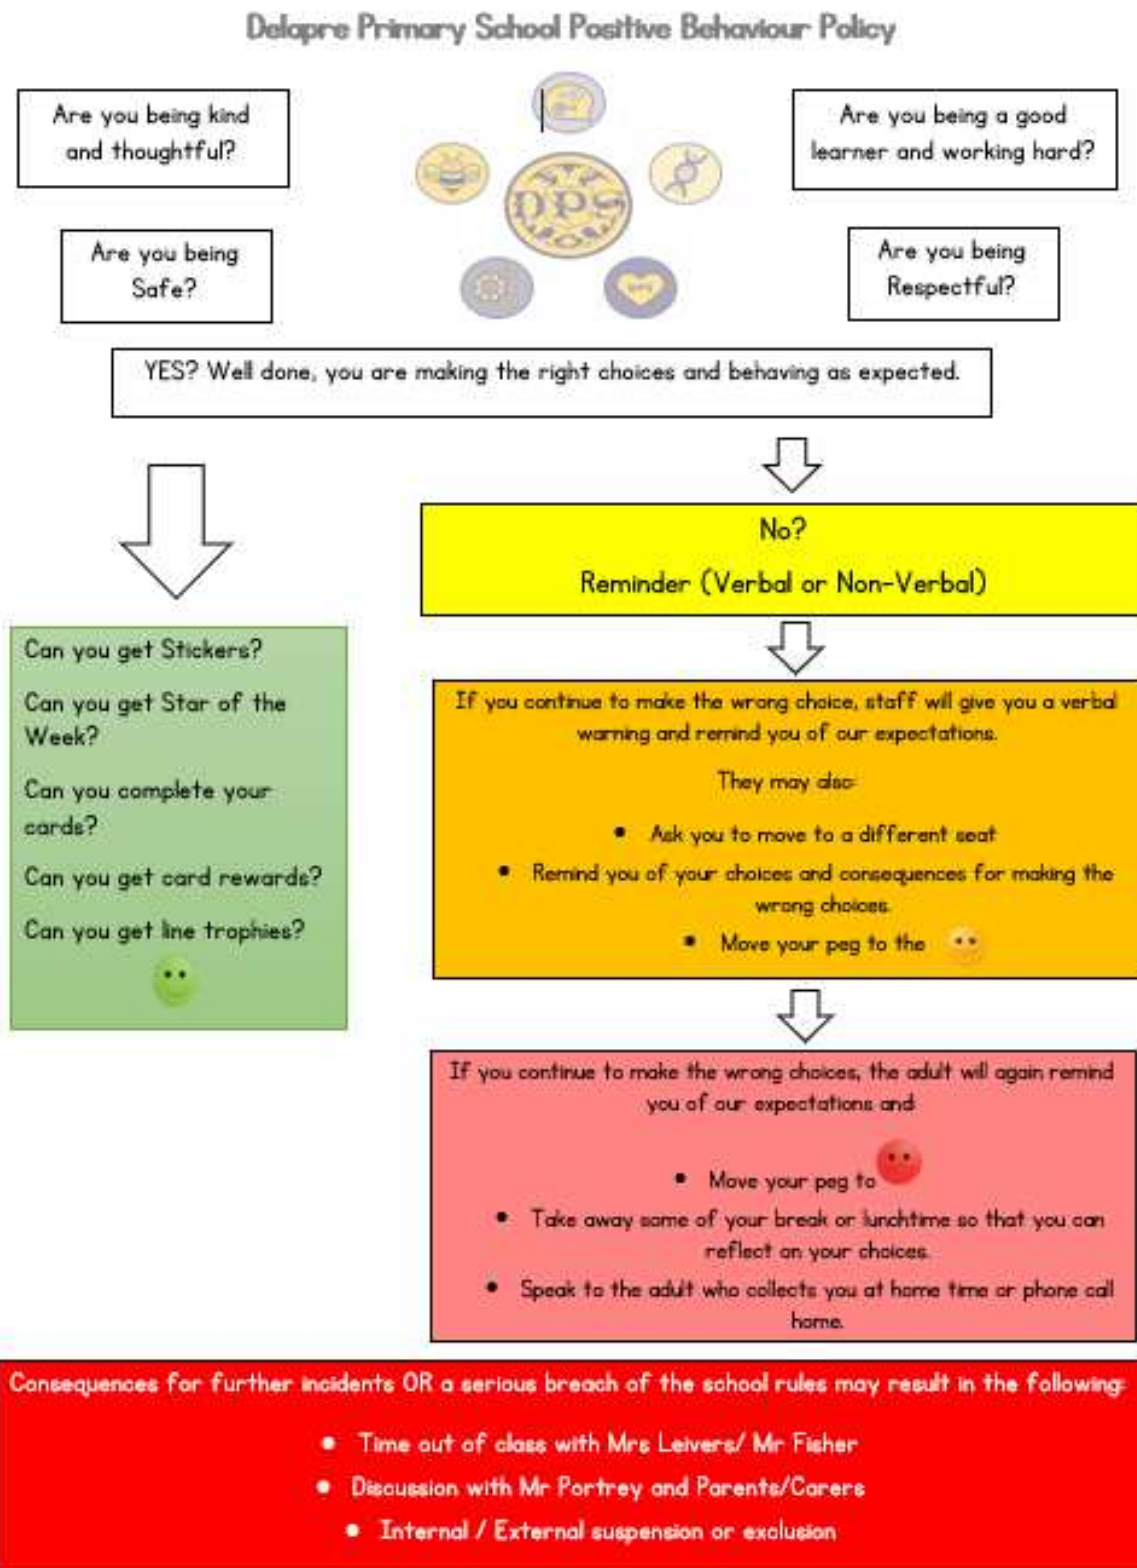 Delapre Primary School Positive Behaviour Policy
Are you being kind
and thoughtful?
Are you being a good
learner and working hard?
DPS
Are you being
Safe?
Are you being
Respectful?
YES? Well done, you are making the right choices and behaving as expected.
No?
Reminder (Verbal or Non-Verbal)
Can you get Stickers?
Can you get Star of the
Week?
Can you complete your
cards?
Can you get card rewards?
Can you get line trophies?
If you continue to make the wrong choice, staff will give you a verbal
warning and remind you of our expectations.
They may also:
• Ask you to move to a different seat
• Remind you of your choices and consequences for making the
wrong choices.
• Move your peg to the
If you continue to make the wrong choices, the adult will again remind
you of our expectations and
• Move your peg to
• Take away some of your break or lunchtime so that you can
reflect on your choices.
• Speak to the adult who collects you at home time or phone call
home.
Consequences for further incidents OR a serious breach of the school rules may result in the following:
• Time out of class with Mrs Leivers/ Mr Fisher
• Discussion with Mr Portrey and Parents/Carers
• Internal / External suspension or exclusion